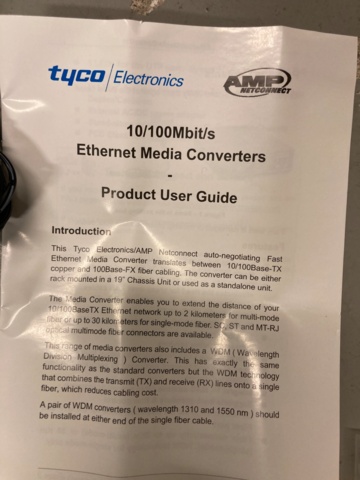 tyco Electronics
AMP
NETCONNECT
10/100Mbit/s
Ethernet Media Converters
-
Product User Guide
Introduction
This Tyco Electronics/AMP Netconnect auto-negotiating Fast
Ethernet Media Converter translates between 10/100Base-TX
copper and 100Base-FX fiber cabling. The converter can be either
rack mounted in a 19" Chassis Unit or used as a standalone unit.
The Media Converter enables you to extend the distance of your
10/100BaseTX Ethernet network up to 2 kilometers for multi-mode
fiber or up to 30 kilometers for single-mode fiber. SC, ST and MT-RJ
optical multimode fiber connectors are available.
This range of media converters also includes a WDM ( Wavelength
Division Multiplexing ) Converter. This has exactly the same
functionality as the standard converters but the WDM technology
that combines the transmit (TX) and receive (RX) lines onto a single
fiber, which reduces cabling cost.
A pair of WDM converters ( wavelength 1310 and 1550 nm ) should
be installed at either end of the single fiber cable.